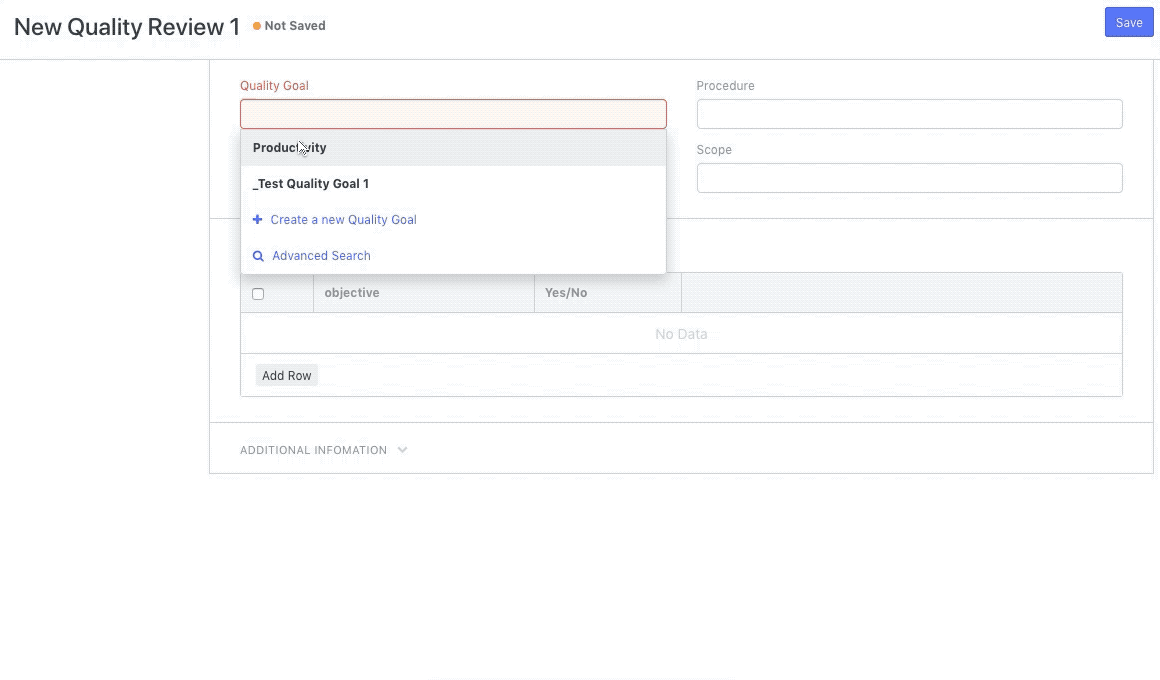 New Quality Review 1 Not Saved Save
Quality Goal Procedure
Productivity
Scope
_Test Quality Goal 1
Create a new Quality Goal
Advanced Search
objective Yes/No
No Data
Add Row
ADDITIONAL INFOMATION